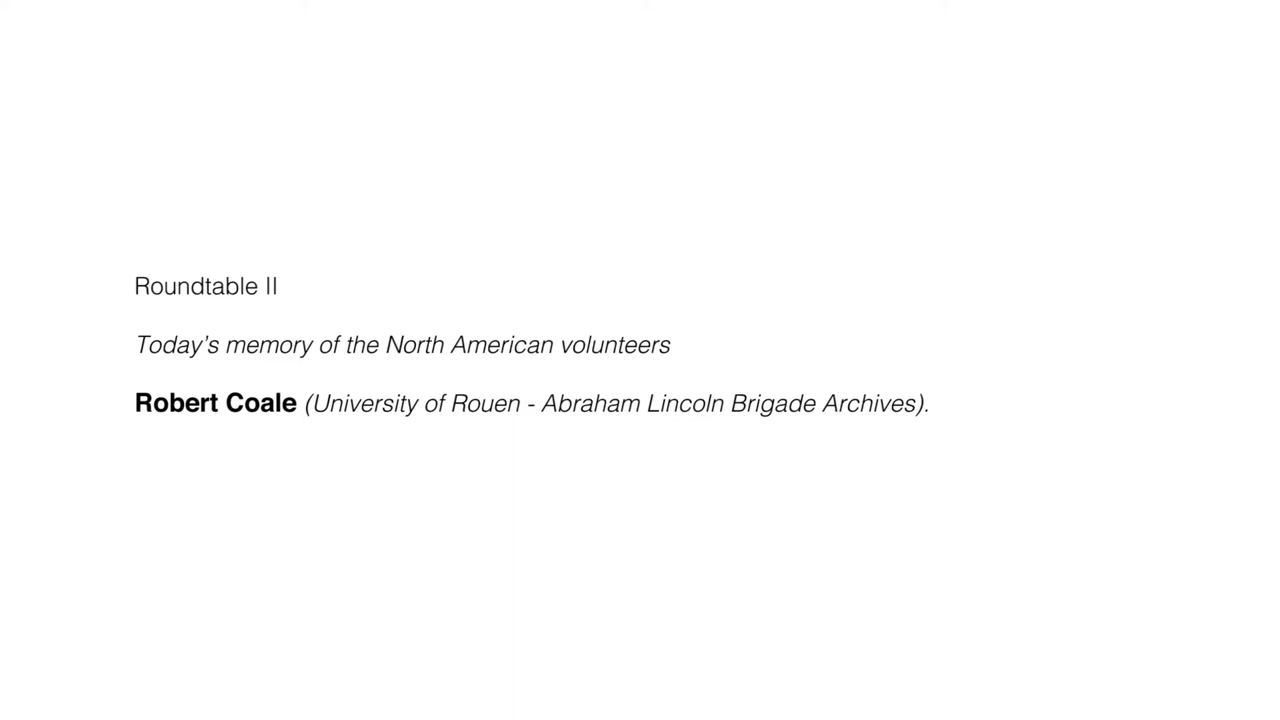 Roundtable II
Today’s memory of the North American volunteers
Robert Coale (University of Rouen - Abraham Lincoln Brigade Archives).